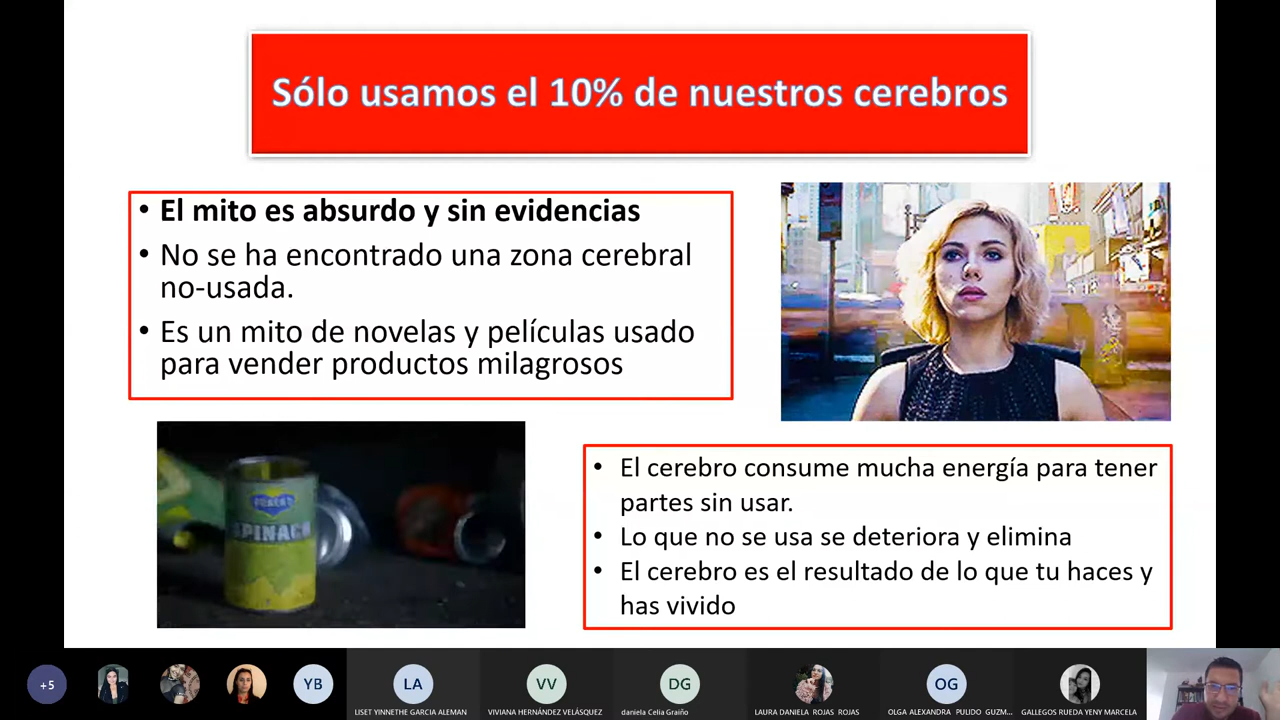 Sólo usamos el 10% de nuestros cerebros
• El mito es absurdo y sin evidencias
• No se ha encontrado una zona cerebral
no-usada.
• Es un mito de novelas y películas usado
para vender productos milagrosos
SPINACH
• El cerebro consume mucha energía para tener
partes sin usar.
• Lo que no se usa se deteriora y elimina
• El cerebro es el resultado de lo que tu haces y
has vivido
+5
YB
LA
VV
DG
OG
LISET YINNETHE GARCIA ALEMAN
VIVIANA HERNÁNDEZ VELÁSQUEZ
daniela Celia Graiño
LAURA DANIELA ROJAS ROJAS
OLGA ALEXANDRA PULIDO GUZM...
GALLEGOS RUEDA YENY MARCELA